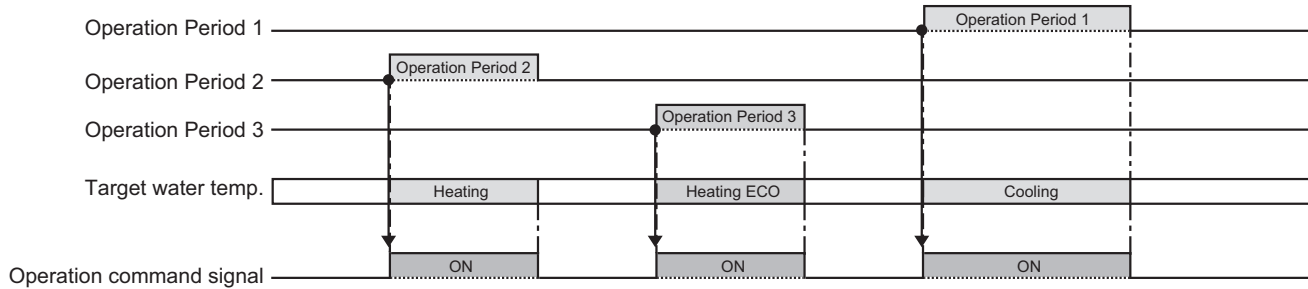 Operation Period 1
Operation Period 1
Operation Period 2
Operation Period 2
Operation Period 3
Operation Period 3
Target water temp.
Heating
Heating ECO
Cooling
Operation command signal
ON
ON
ON